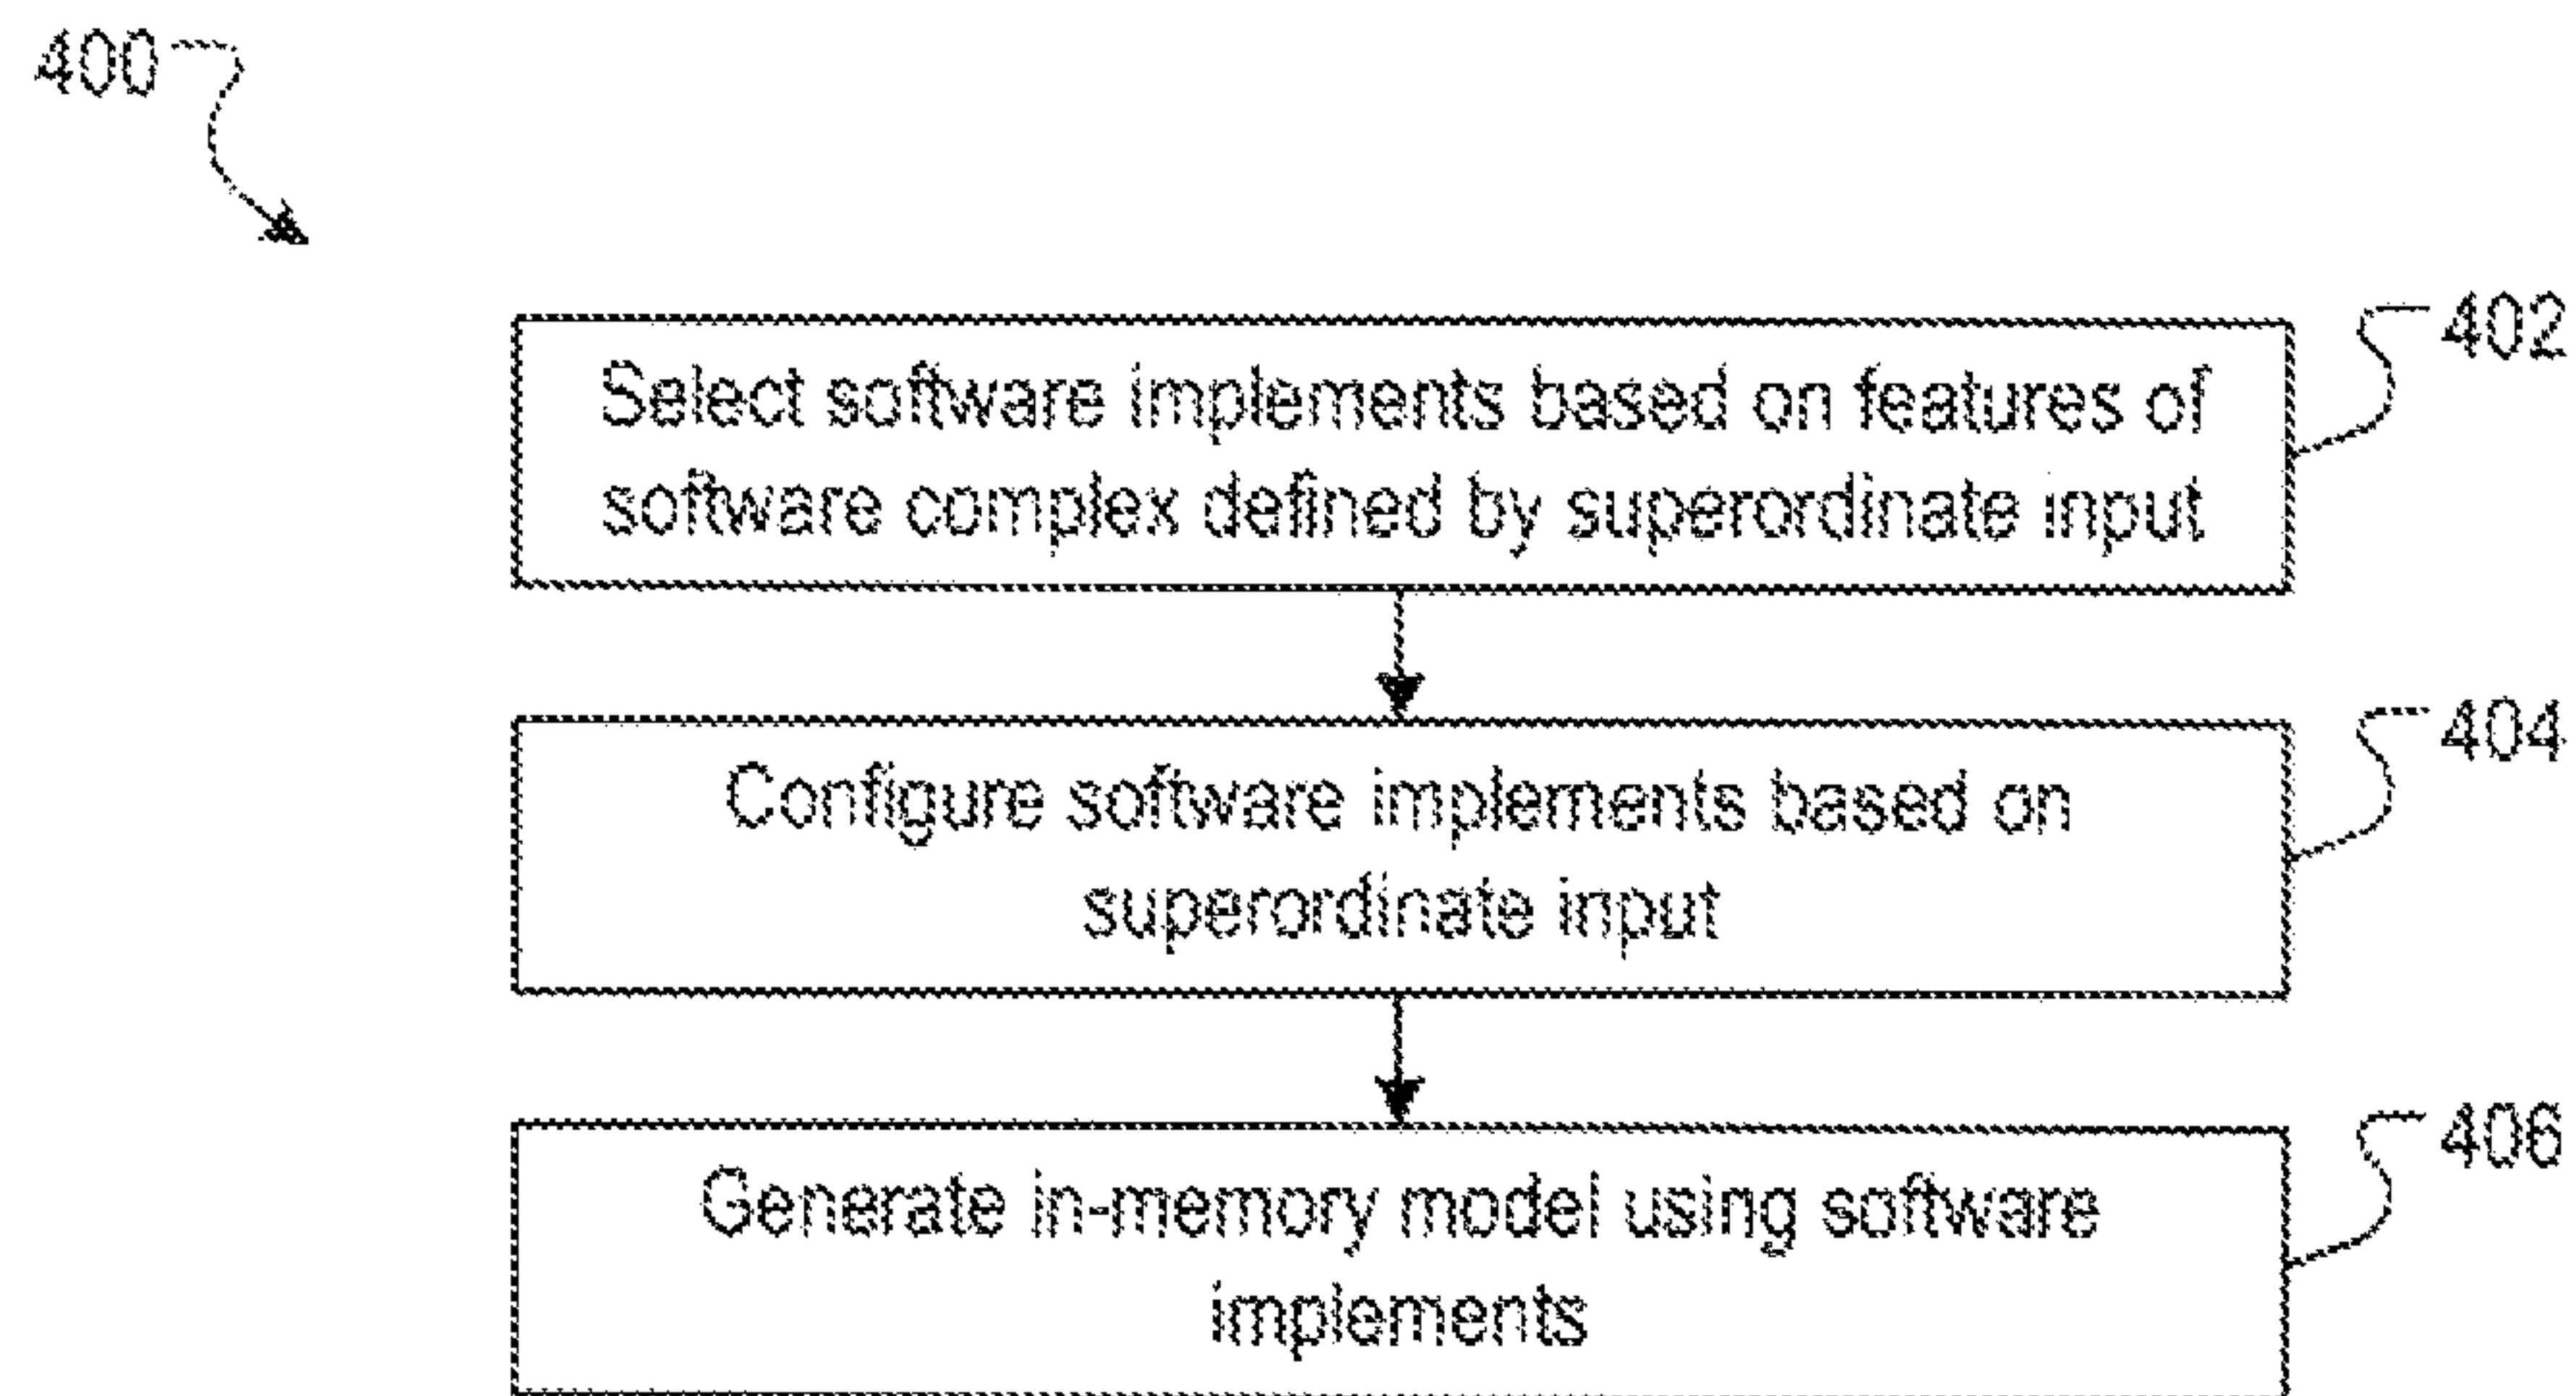 400
402
Select software implements based on features of
software complex defined by superordinate input
404
Configure software implements based on
superordinate input
406
Generate in-memory model using software
implements